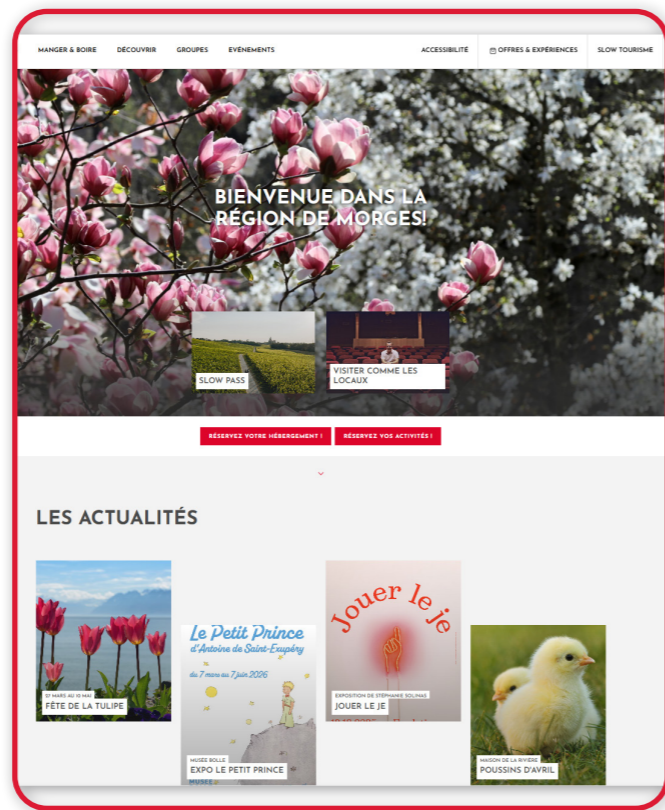 MANGER & BOIRE DÉCOUVRIR GROUPES EVÉNEMENTS ACCESSIBILITÉ OFFRES & EXPÉRIENCES SLOW TOURISME
BIENVENUE DANS LA
RÉGION DE MORGES!
SLOW PASS
VISITER COMME LES
LOCAUX
RÉSERVEZ VOTRE HÉBERGEMENT ! RÉSERVEZ VOS ACTIVITÉS !
LES ACTUALITÉS
27 MARS AU 10 MAI
FÊTE DE LA TULIPE
Le Petit Prince
d'Antoine de Saint-Exupéry
du 7 mars au 7 juin 2026
MUSÉE BOLLE
EXPO LE PETIT PRINCE
MUSÉE
Jouer le je
EXPOSITION DE STÉPHANIE SOLINAS
JOUER LE JE
MAISON DE LA RIVIÈRE
POUSSINS D'AVRIL